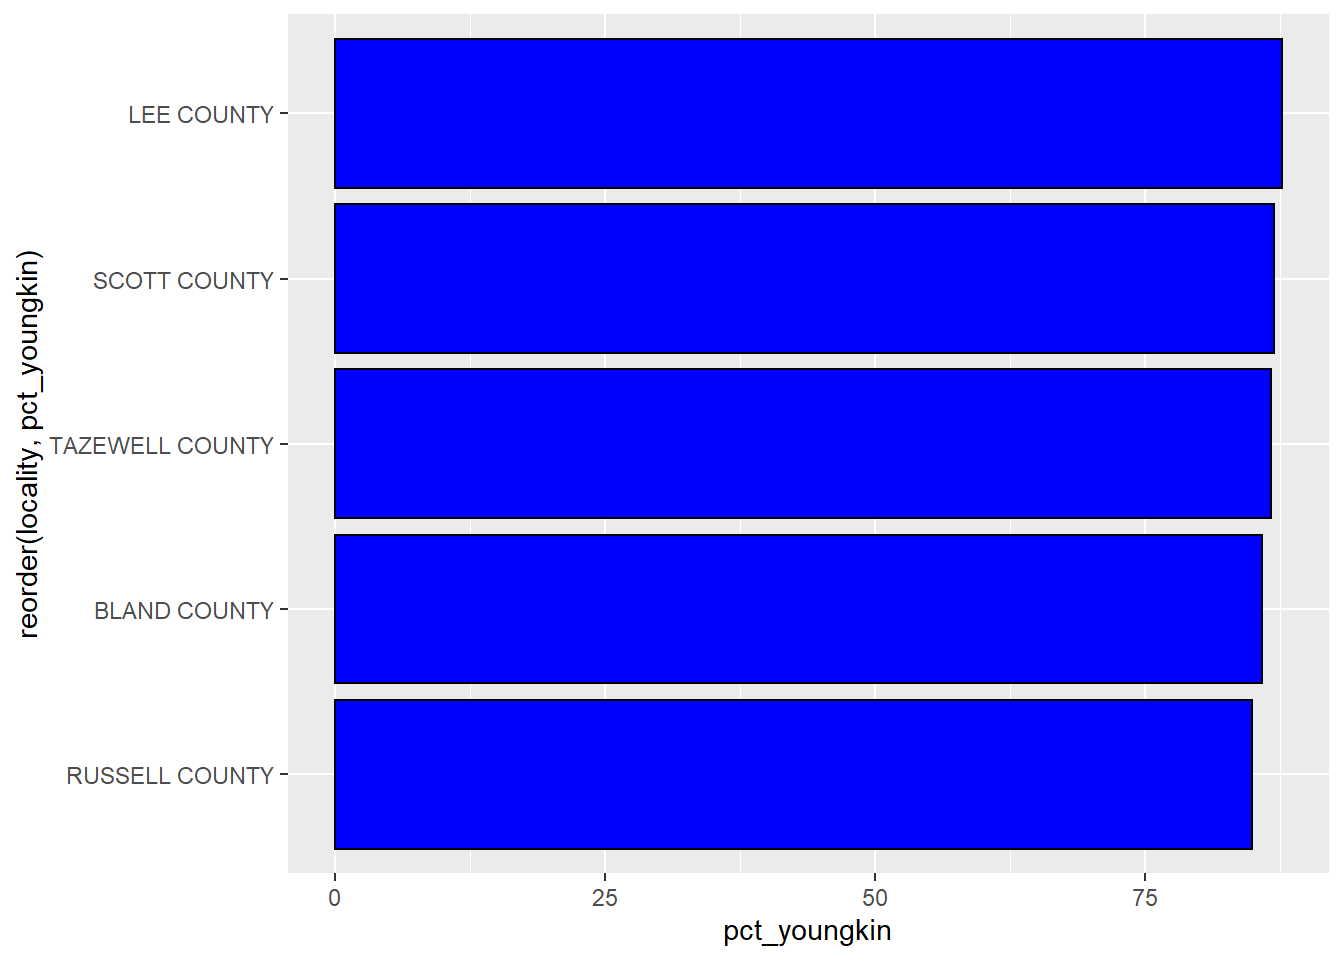 LEE COUNTY
SCOTT COUNTY
TAZEWELL COUNTY
BLAND COUNTY
RUSSELL COUNTY
reorder(locality, pct_youngkin)
0 25 50 75
pct_youngkin